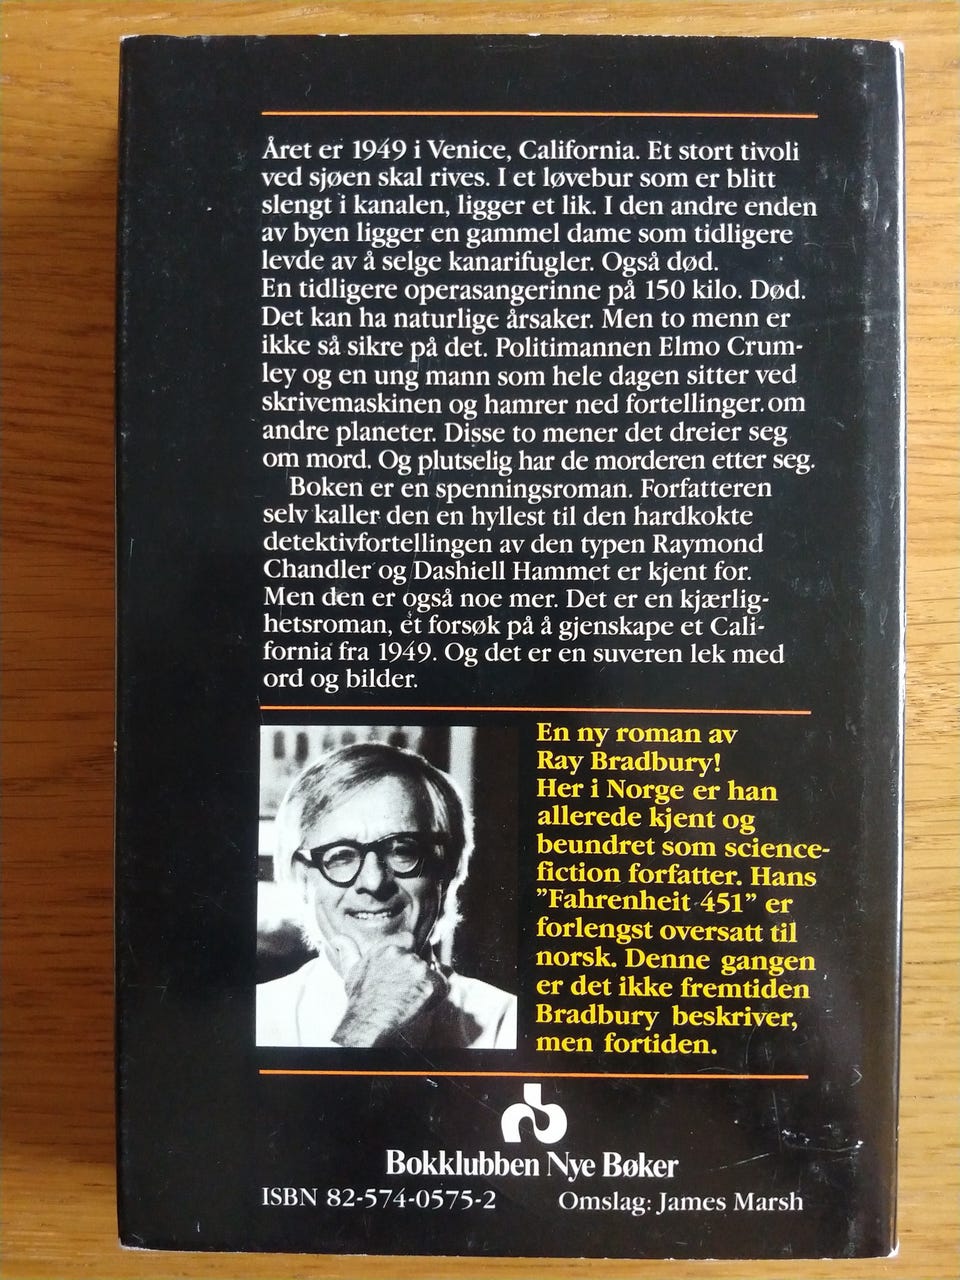 Året er 1949 i Venice, California. Et stort tivoli
ved sjøen skal rives. I et løvebur som er blitt
slengt i kanalen, ligger et lik. I den andre enden
av byen ligger en gammel dame som tidligere
levde av å selge kanarifugler. Også død.
En tidligere operasangerinne på 150 kilo. Død.
Det kan ha naturlige årsaker. Men to menn er
ikke så sikre på det. Politimannen Elmo Crum-
ley og en ung mann som hele dagen sitter ved
skrivemaskinen og hamrer ned fortellinger om
andre planeter. Disse to mener det dreier seg
om mord. Og plutselig har de morderen etter seg.
Boken er en spenningsroman. Forfatteren
selv kaller den en hyllest til den hardkokte
detektivfortellingen av den typen Raymond
Chandler og Dashiell Hammet er kjent for.
Men den er også noe mer. Det er en kjærlig-
hetsroman, et forsøk på å gjenskape et Cali-
fornia fra 1949. Og det er en suveren lek med
ord og bilder.
En ny roman av
Ray Bradbury!
Her i Norge er han
allerede kjent og
beundret som science-
fiction forfatter. Hans
”Fahrenheit 451” er
forlengst oversatt til
norsk. Denne gangen
er det ikke fremtiden
Bradbury beskriver,
men fortiden.
Bokklubben Nye Bøker
ISBN 82-574-0575-2 Omslag: James Marsh